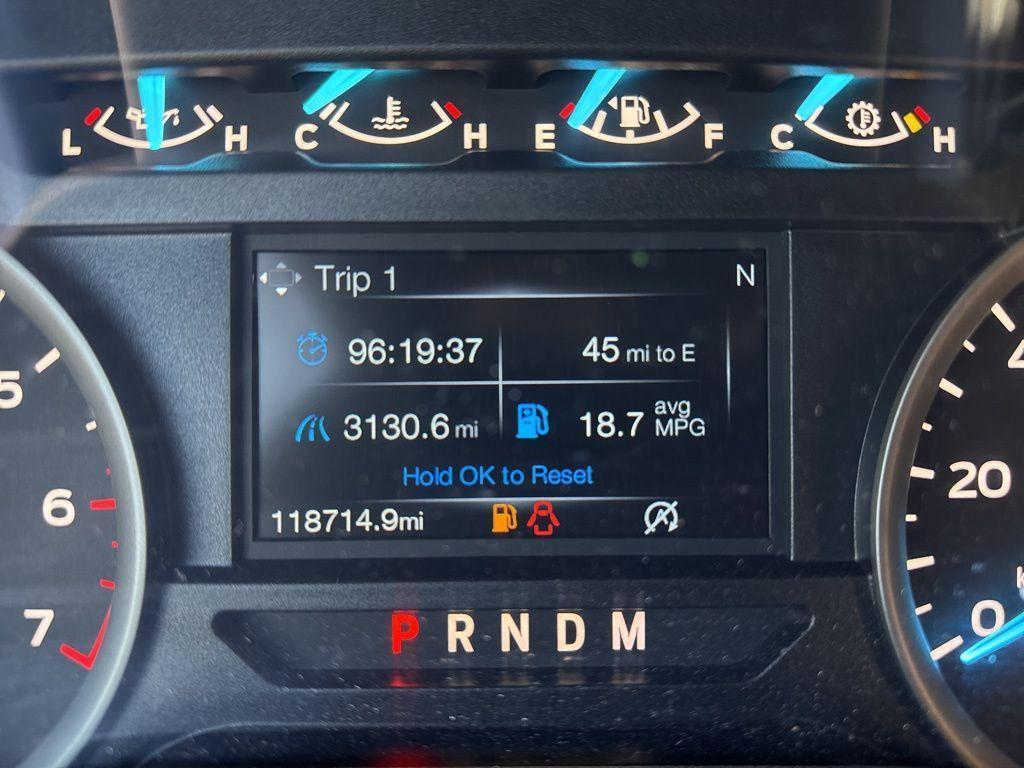 L H C H E F C H
Trip 1 N
96:19:37 45 mi to E
3130.6 mi 18.7 avg MPG
Hold OK to Reset
118714.9mi
P R N D M
5
6
7
20
0